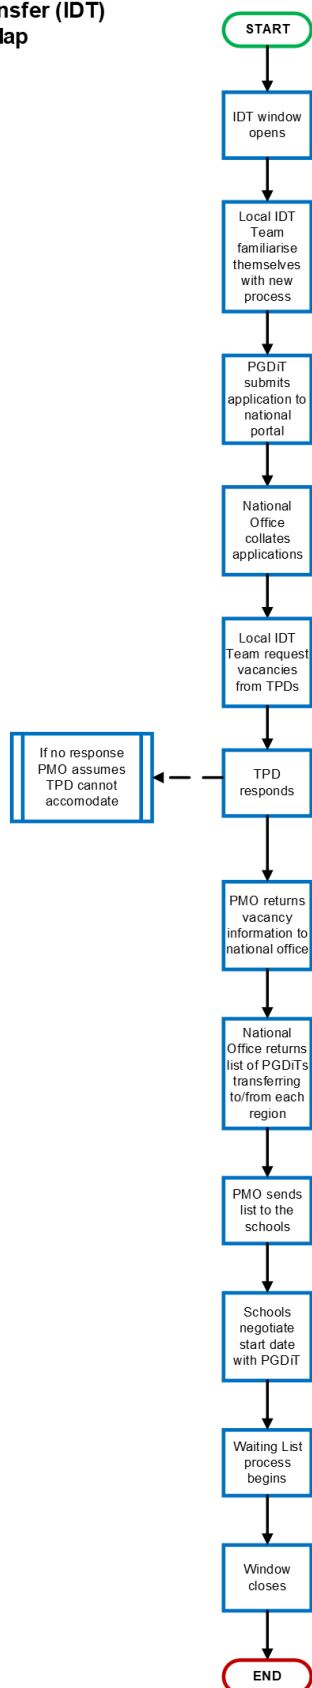 nsfer (IDT)
START
IDT window
opens
Local IDT
Team
familiarise
themselves
with new
process
PGDiT
submits
application to
national
portal
National
Office
collates
applications
Local IDT
Team request
vacancies
from TPDs
If no response
PMO assumes
TPD cannot
accomodate
TPD
responds
PMO returns
vacancy
information to
national office
National
Office returns
list of PGDiTs
transferring
to/from each
region
PMO sends
list to the
schools
Schools
negotiate
start date
with PGDiT
Waiting List
process
begins
Window
closes
END